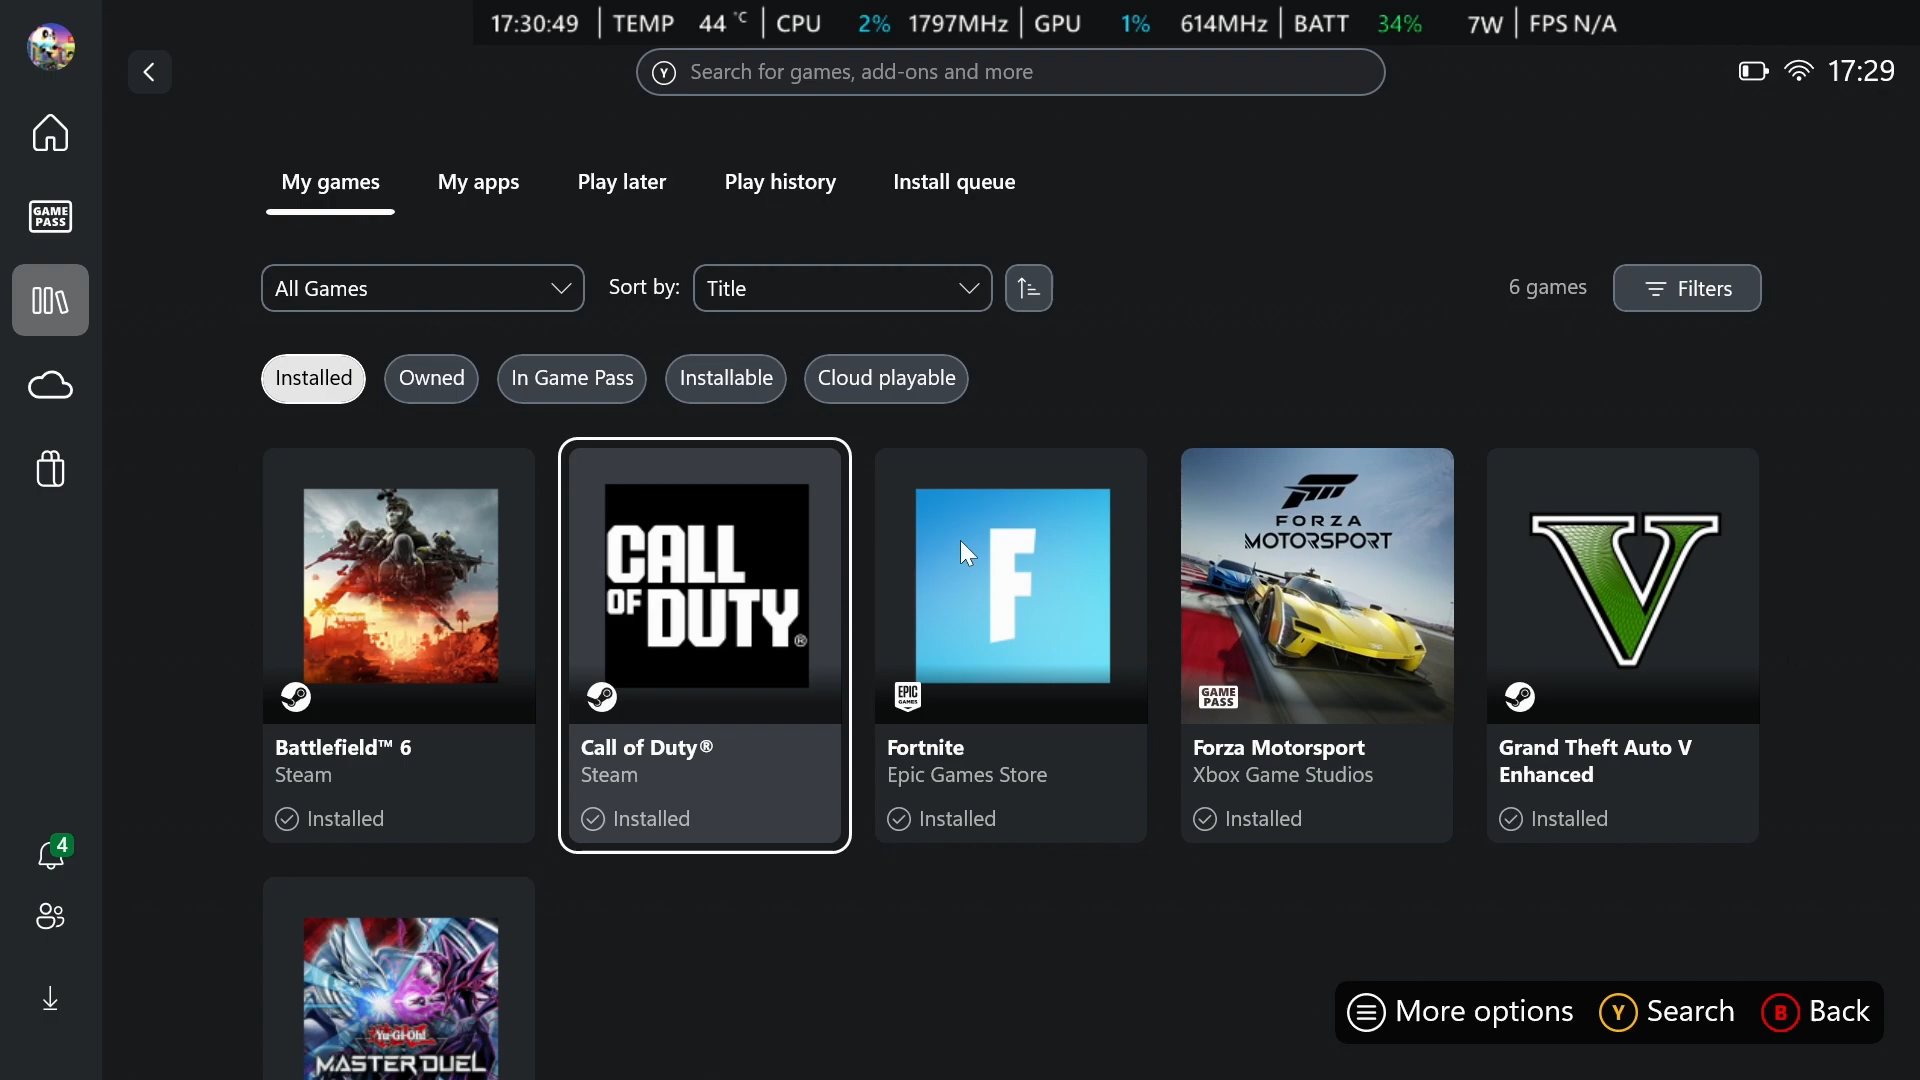 17:30:49 TEMP 44 °C CPU 2% 1797MHz GPU 1% 614MHz BATT 34% 7W FPS N/A
Y Search for games, add-ons and more
17:29
GAME
PASS
My games My apps Play later Play history Install queue
All Games Sort by: Title 6 games Filters
Installed Owned In Game Pass Installable Cloud playable
CALL
OF DUTY®
F
FORZA
MOTORSPORT
V
EPIC
GAMES
GAME
PASS
Battlefield™ 6
Steam
Installed
Call of Duty®
Steam
Installed
Fortnite
Epic Games Store
Installed
Forza Motorsport
Xbox Game Studios
Installed
Grand Theft Auto V
Enhanced
Installed
4
Yu-Gi-Oh!
MASTER DUEL
More options Y Search B Back